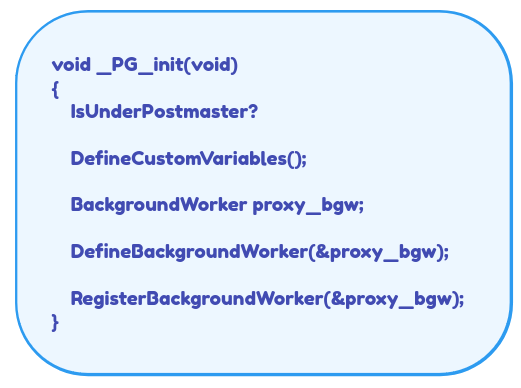 void _PG_init(void)
{
IsUnderPostmaster?
DefineCustomVariables();
BackgroundWorker proxy_bgw;
DefineBackgroundWorker(&proxy_bgw);
RegisterBackgroundWorker(&proxy_bgw);
}